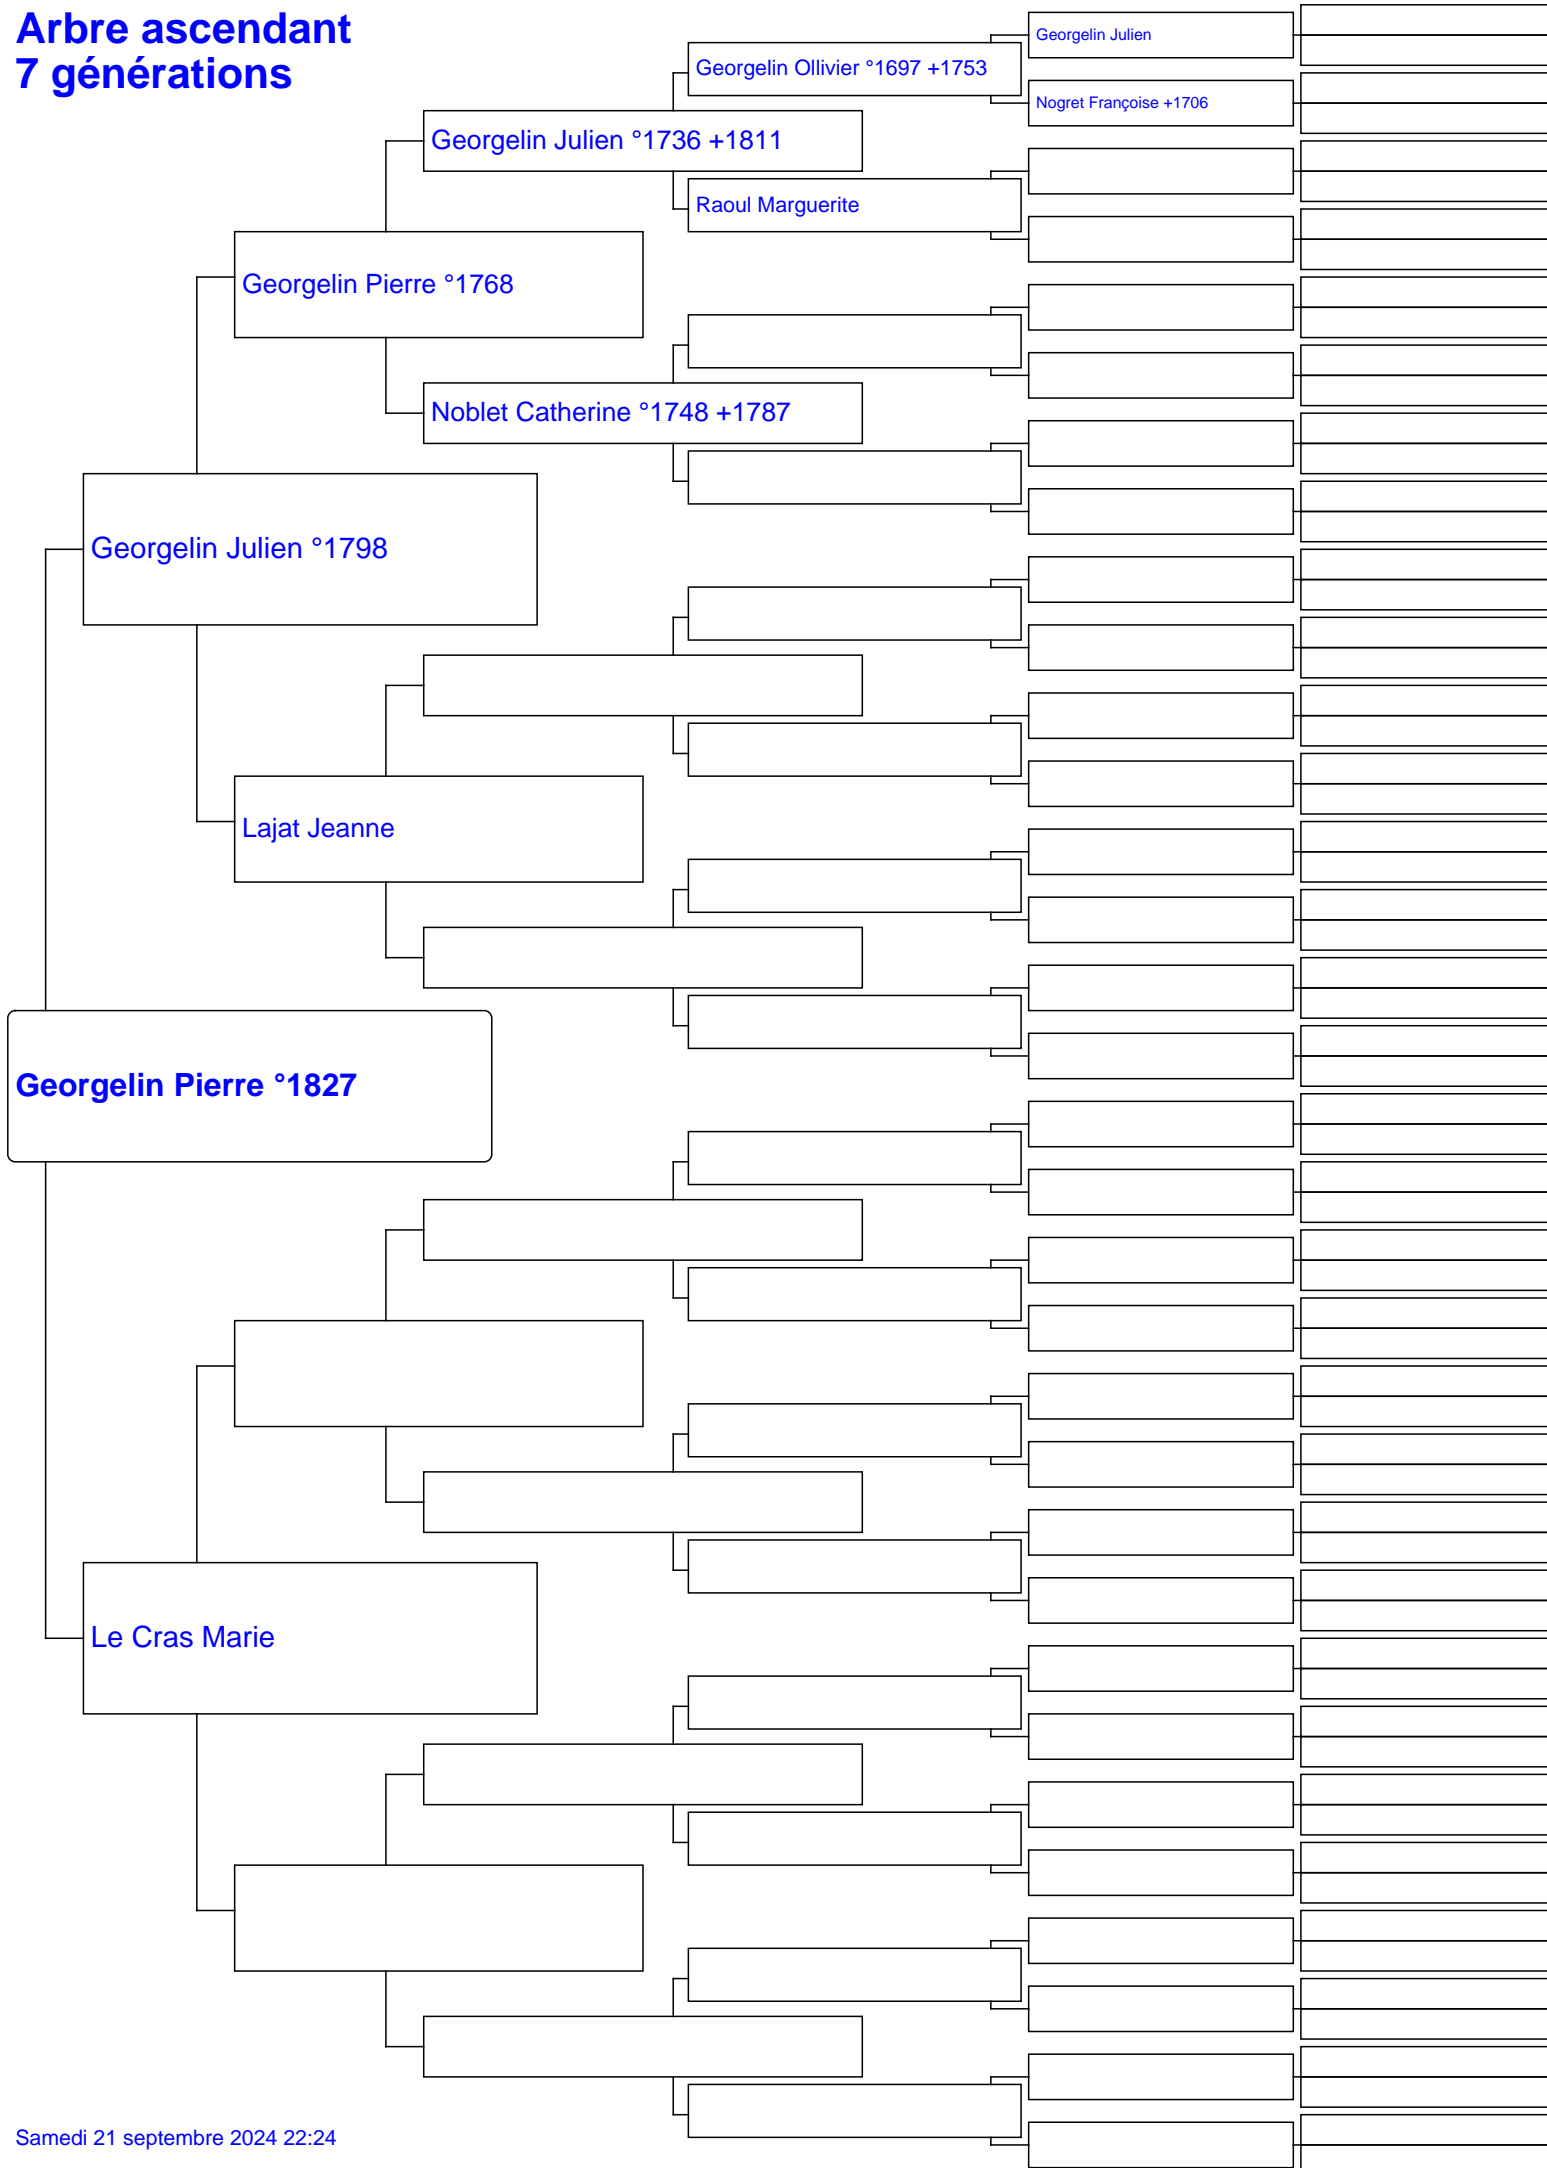 Arbre ascendant
7 générations
Georgelin Julien
Georgelin Ollivier °1697 +1753
Nogret Françoise +1706
Georgelin Julien °1736 +1811
Raoul Marguerite
Georgelin Pierre °1768
Noblet Catherine °1748 +1787
Georgelin Julien °1798
Lajat Jeanne
Georgelin Pierre °1827
Le Cras Marie
Samedi 21 septembre 2024 22:24